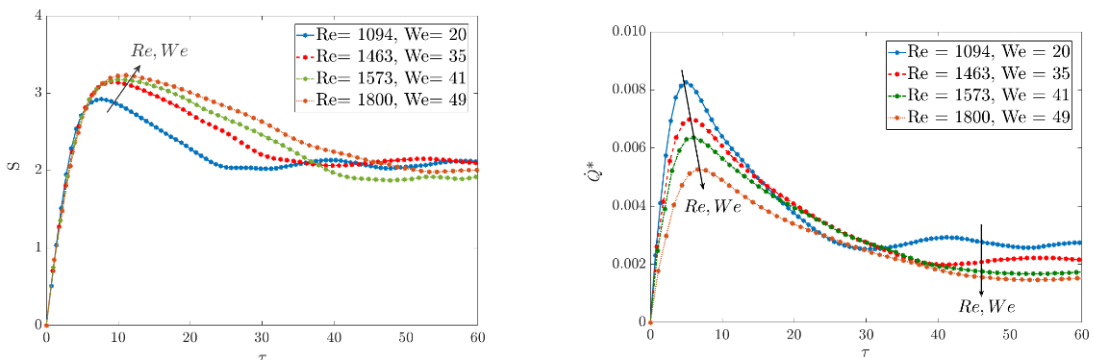 4
3
2
1
0
S
0
10
20
30
40
50
60
τ
Re, We
Re= 1094, We= 20
Re= 1463, We= 35
Re= 1573, We= 41
Re= 1800, We= 49
0.010
0.008
0.006
0.004
0.002
0.000
Q̇*
0
10
20
30
40
50
60
τ
Re, We
Re, We
Re = 1094, We = 20
Re = 1463, We = 35
Re = 1573, We = 41
Re = 1800, We = 49